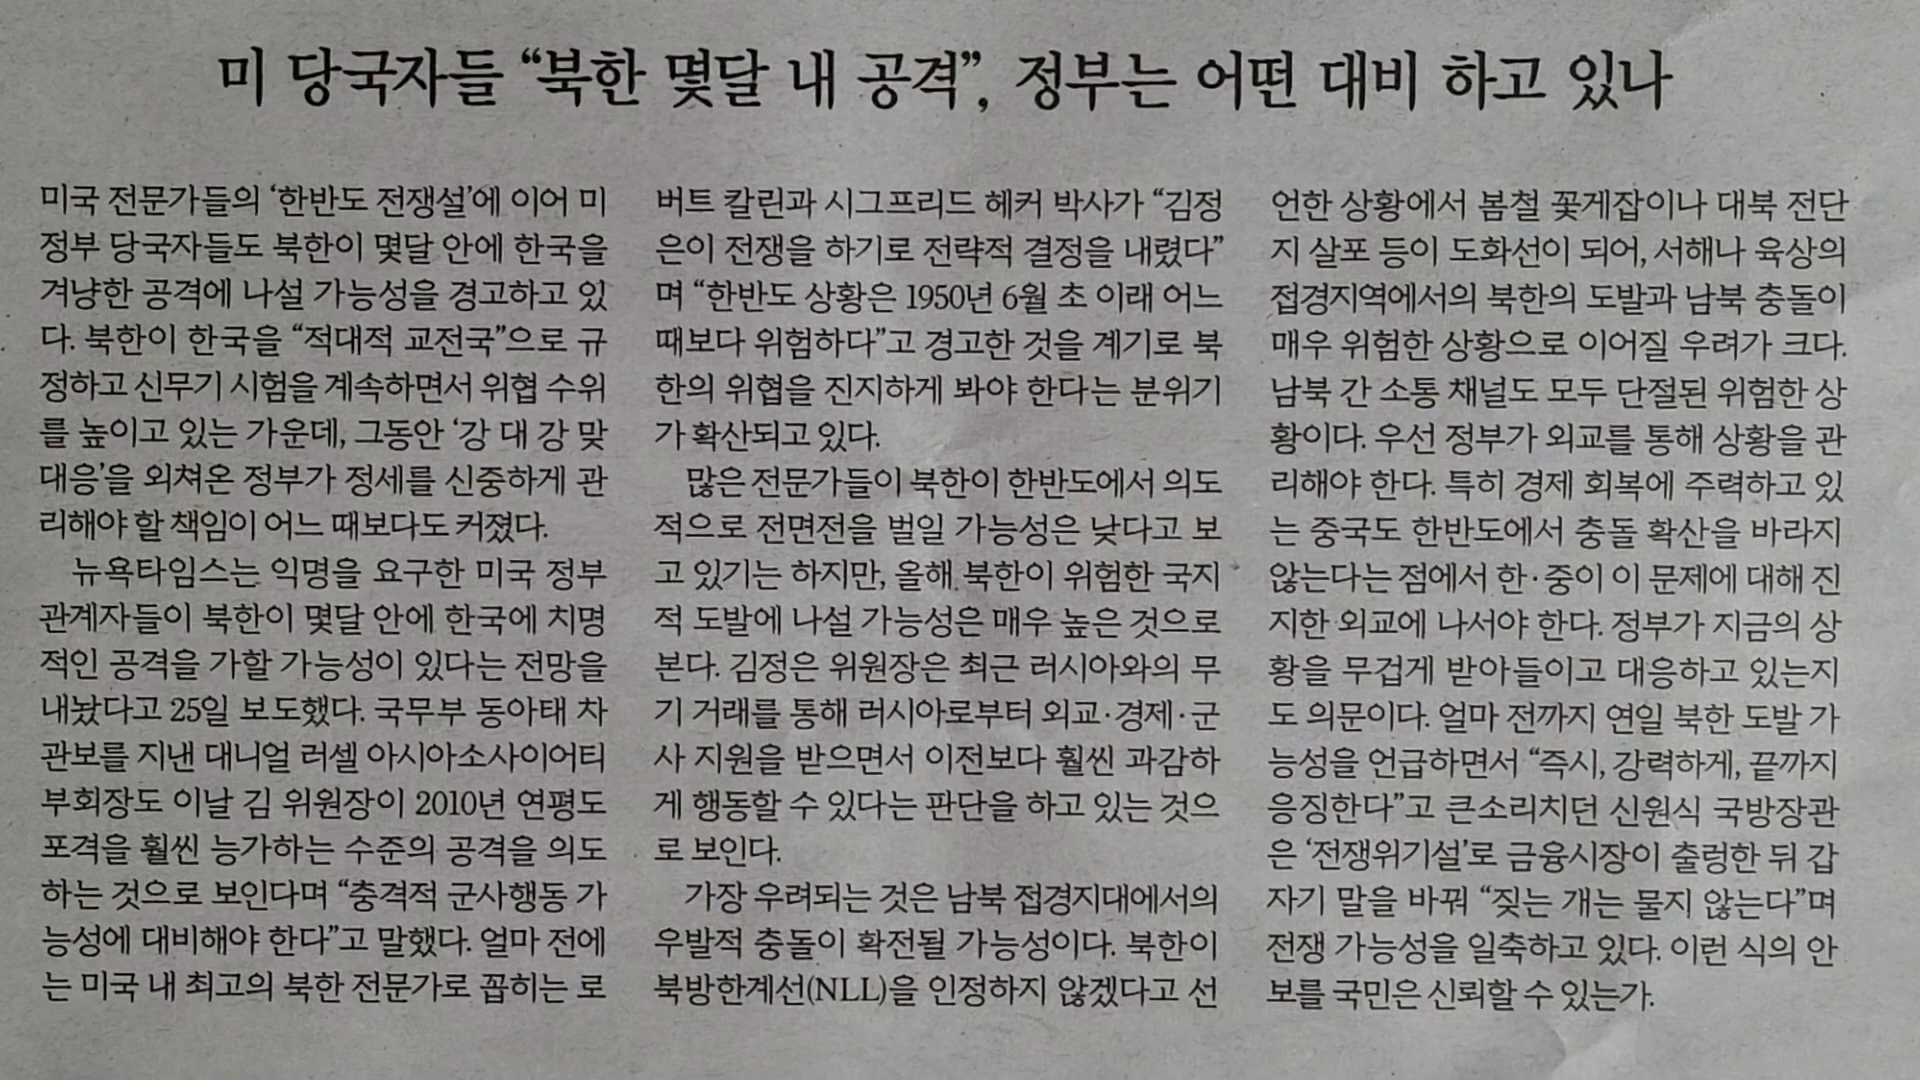 미 당국자들 “북한 몇달 내 공격”, 정부는 어떤 대비 하고 있나
미국 전문가들의 ‘한반도 전쟁설’에 이어 미
정부 당국자들도 북한이 몇달 안에 한국을
겨냥한 공격에 나설 가능성을 경고하고 있
다. 북한이 한국을 “적대적 교전국”으로 규
정하고 신무기 시험을 계속하면서 위협 수위
를 높이고 있는 가운데, 그동안 ‘강 대 강 맞
대응’을 외쳐온 정부가 정세를 신중하게 관
리해야 할 책임이 어느 때보다도 커졌다.
뉴욕타임스는 익명을 요구한 미국 정부
관계자들이 북한이 몇달 안에 한국에 치명
적인 공격을 가할 가능성이 있다는 전망을
내놨다고 25일 보도했다. 국무부 동아태 차
관보를 지낸 대니얼 러셀 아시아소사이어티
부회장도 이날 김 위원장이 2010년 연평도
포격을 훨씬 능가하는 수준의 공격을 의도
하는 것으로 보인다며 “충격적 군사행동 가
능성에 대비해야 한다”고 말했다. 얼마 전에
는 미국 내 최고의 북한 전문가로 꼽히는 로
버트 칼린과 시그프리드 헤커 박사가 “김정
은이 전쟁을 하기로 전략적 결정을 내렸다”
며 “한반도 상황은 1950년 6월 초 이래 어느
때보다 위험하다”고 경고한 것을 계기로 북
한의 위협을 진지하게 봐야 한다는 분위기
가 확산되고 있다.
많은 전문가들이 북한이 한반도에서 의도
적으로 전면전을 벌일 가능성은 낮다고 보
고 있기는 하지만, 올해 북한이 위험한 국지
적 도발에 나설 가능성은 매우 높은 것으로
본다. 김정은 위원장은 최근 러시아와의 무
기 거래를 통해 러시아로부터 외교·경제·군
사 지원을 받으면서 이전보다 훨씬 과감하
게 행동할 수 있다는 판단을 하고 있는 것으
로 보인다.
가장 우려되는 것은 남북 접경지대에서의
우발적 충돌이 확전될 가능성이다. 북한이
북방한계선(NLL)을 인정하지 않겠다고 선
언한 상황에서 봄철 꽃게잡이나 대북 전단
지 살포 등이 도화선이 되어, 서해나 육상의
접경지역에서의 북한의 도발과 남북 충돌이
매우 위험한 상황으로 이어질 우려가 크다.
남북 간 소통 채널도 모두 단절된 위험한 상
황이다. 우선 정부가 외교를 통해 상황을 관
리해야 한다. 특히 경제 회복에 주력하고 있
는 중국도 한반도에서 충돌 확산을 바라지
않는다는 점에서 한·중이 이 문제에 대해 진
지한 외교에 나서야 한다. 정부가 지금의 상
황을 무겁게 받아들이고 대응하고 있는지
도 의문이다. 얼마 전까지 연일 북한 도발 가
능성을 언급하면서 “즉시, 강력하게, 끝까지
응징한다”고 큰소리치던 신원식 국방장관
은 ‘전쟁위기설’로 금융시장이 출렁한 뒤 갑
자기 말을 바꿔 “짖는 개는 물지 않는다”며
전쟁 가능성을 일축하고 있다. 이런 식의 안
보를 국민은 신뢰할 수 있는가.